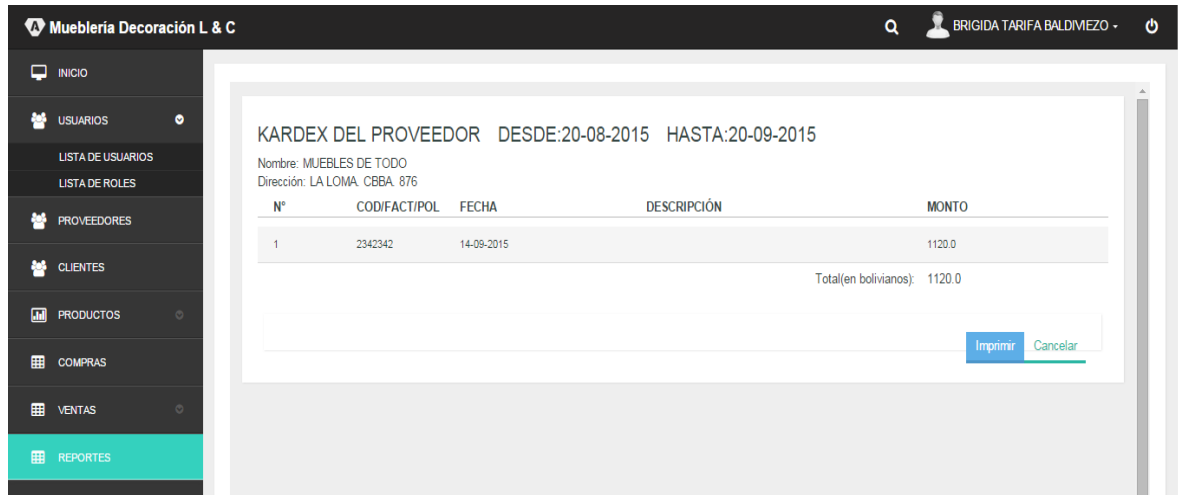 Mueblería Decoración L & C
BRIGIDA TARIFA BALDIVIEZO
INICIO
USUARIOS
LISTA DE USUARIOS
LISTA DE ROLES
PROVEEDORES
CLIENTES
PRODUCTOS
COMPRAS
VENTAS
REPORTES
KARDEX DEL PROVEEDOR DESDE:20-08-2015 HASTA:20-09-2015
Nombre: MUEBLES DE TODO
Dirección: LA LOMA. CBBA. 876
N° COD/FACT/POL FECHA DESCRIPCIÓN MONTO
1 2342342 14-09-2015 1120.0
Total(en bolivianos): 1120.0
Imprimir Cancelar